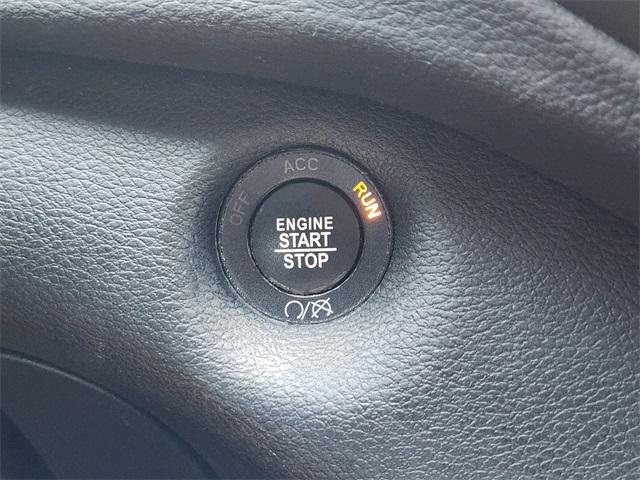 OFF
ACC
RUN
ENGINE
START
STOP